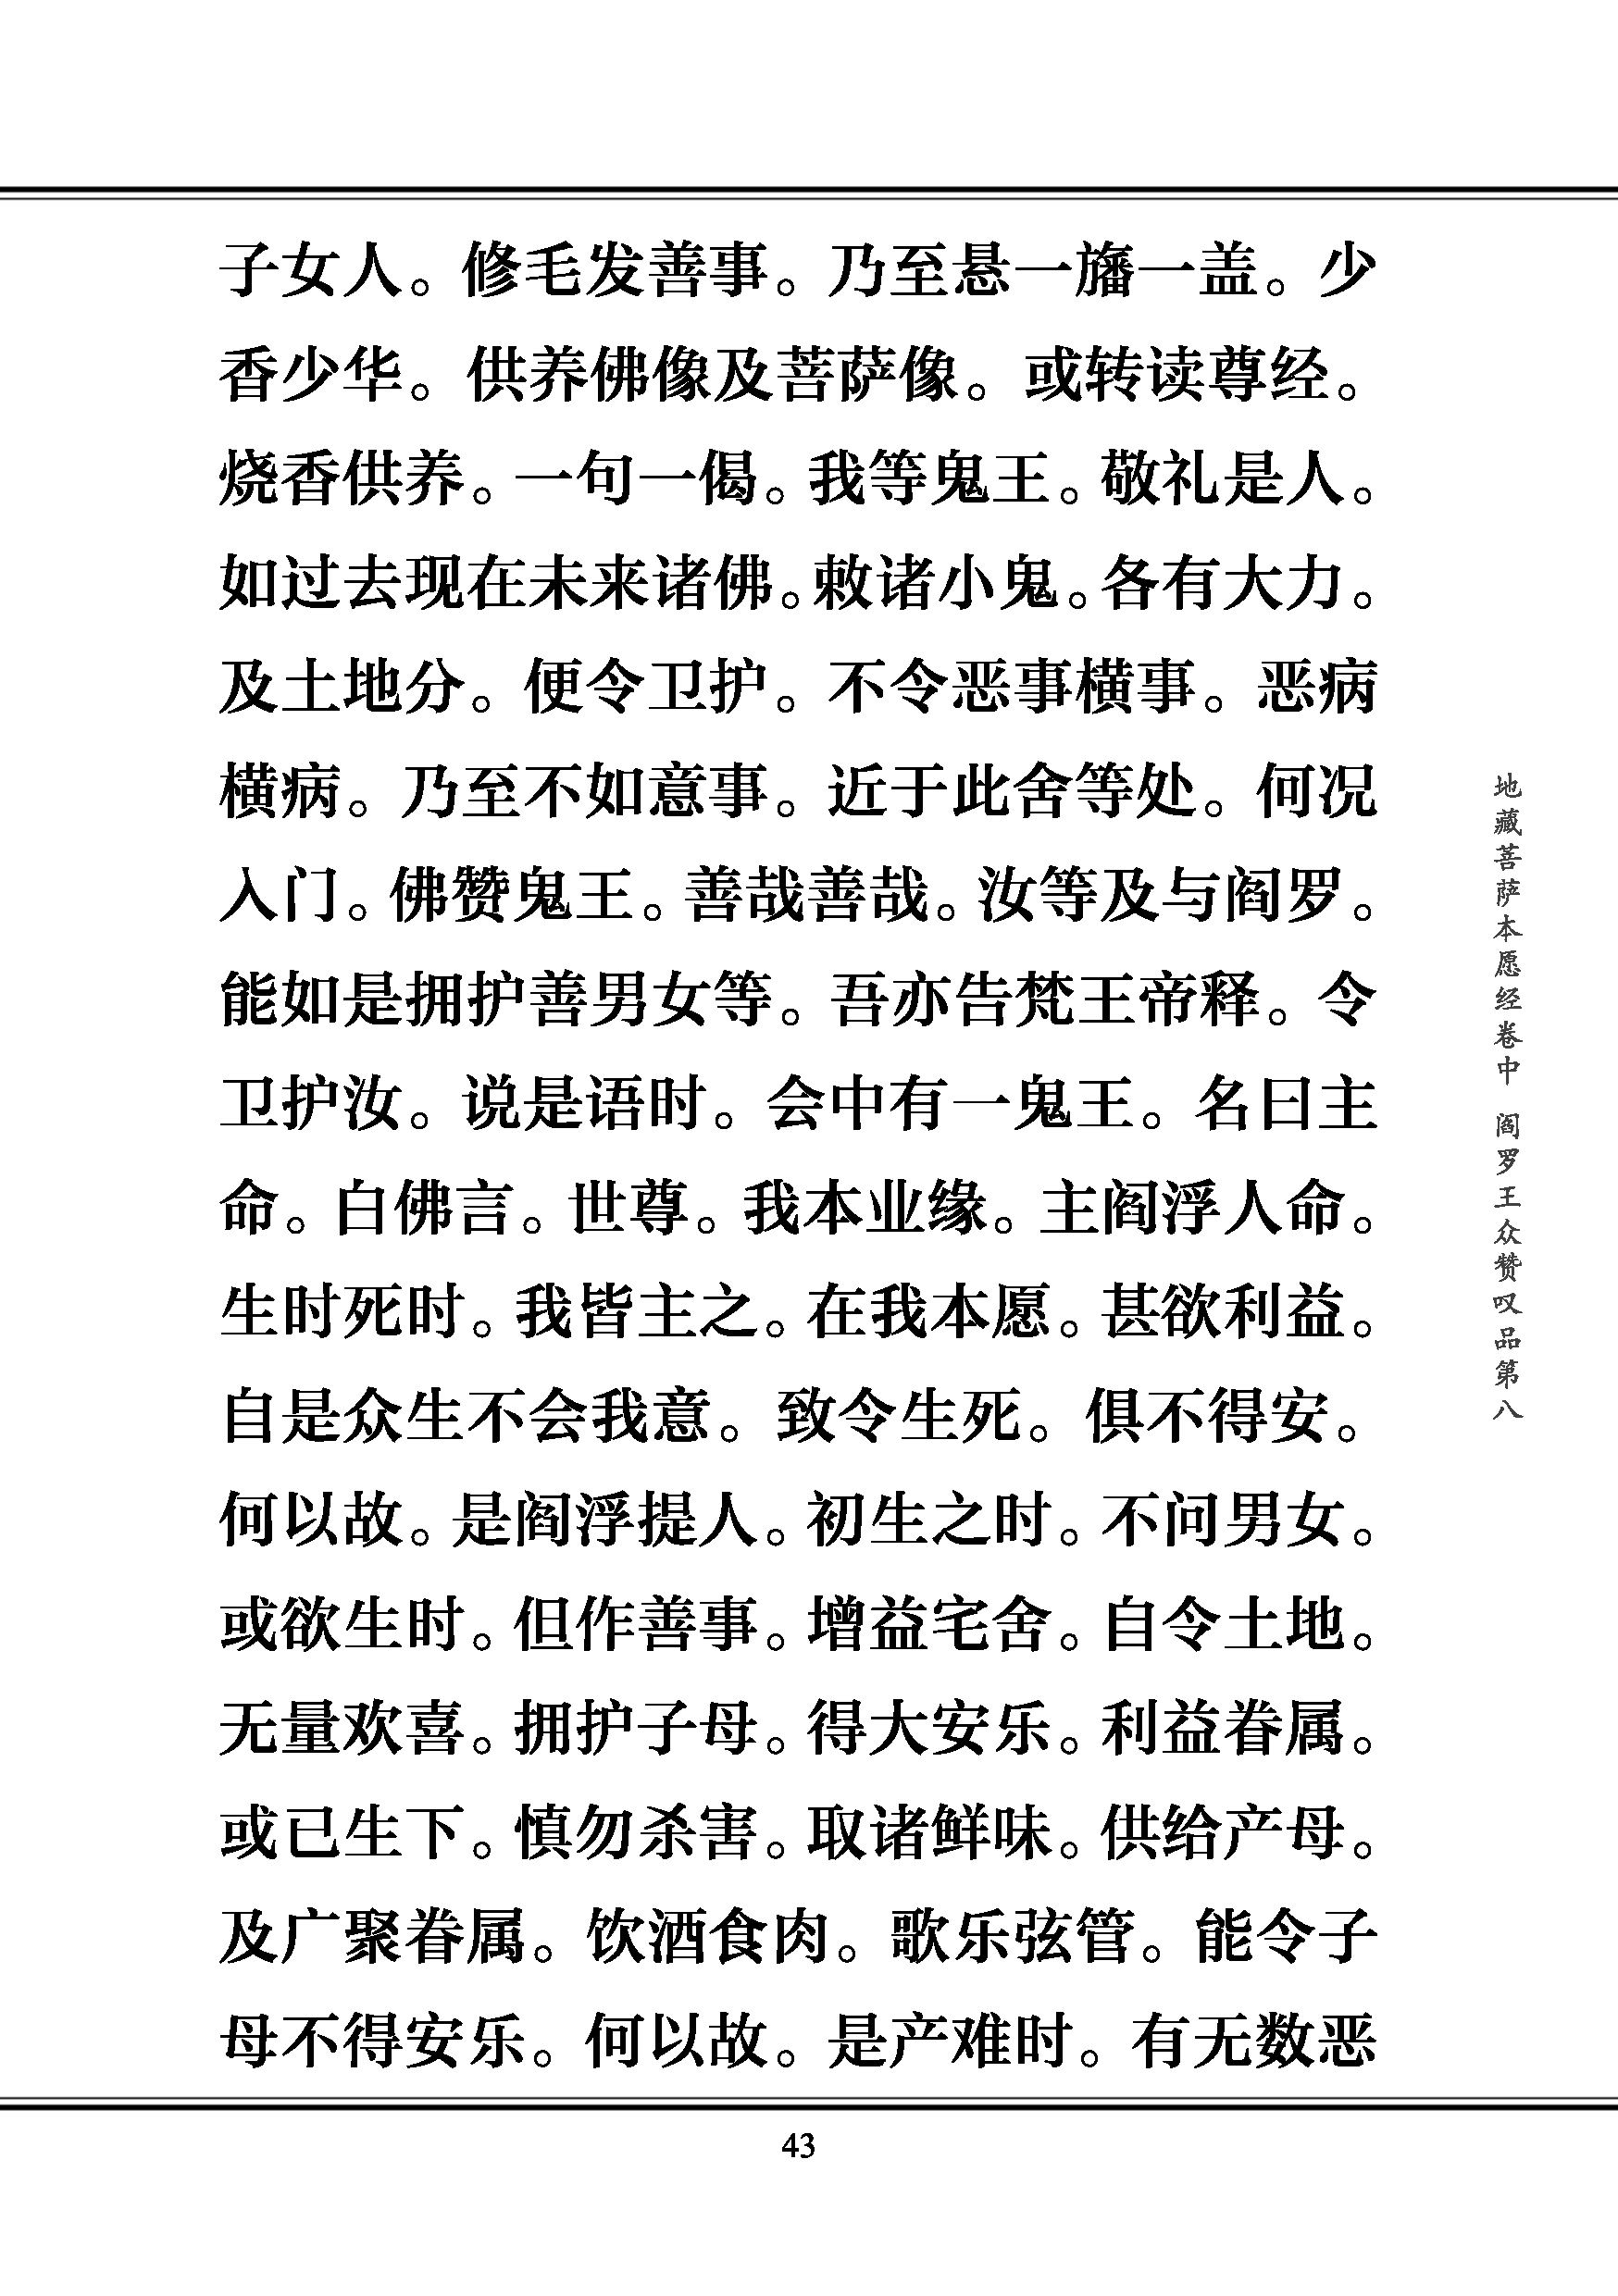 子女人。修毛发善事。乃至悬一旛一盖。少
香少华。供养佛像及菩萨像。或转读尊经。
烧香供养。一句一偈。我等鬼王。敬礼是人。
如过去现在未来诸佛。敕诸小鬼。各有大力。
及土地分。便令卫护。不令恶事横事。恶病
横病。乃至不如意事。近于此舍等处。何况
入门。佛赞鬼王。善哉善哉。汝等及与阎罗。
能如是拥护善男女等。吾亦告梵王帝释。令
卫护汝。说是语时。会中有一鬼王。名曰主
命。白佛言。世尊。我本业缘。主阎浮人命。
生时死时。我皆主之。在我本愿。甚欲利益。
自是众生不会我意。致令生死。俱不得安。
何以故。是阎浮提人。初生之时。不问男女。
或欲生时。但作善事。增益宅舍。自令土地。
无量欢喜。拥护子母。得大安乐。利益眷属。
或已生下。慎勿杀害。取诸鲜味。供给产母。
及广聚眷属。饮酒食肉。歌乐弦管。能令子
母不得安乐。何以故。是产难时。有无数恶
地藏菩萨本愿经卷中 阎罗王众赞叹品第八
43